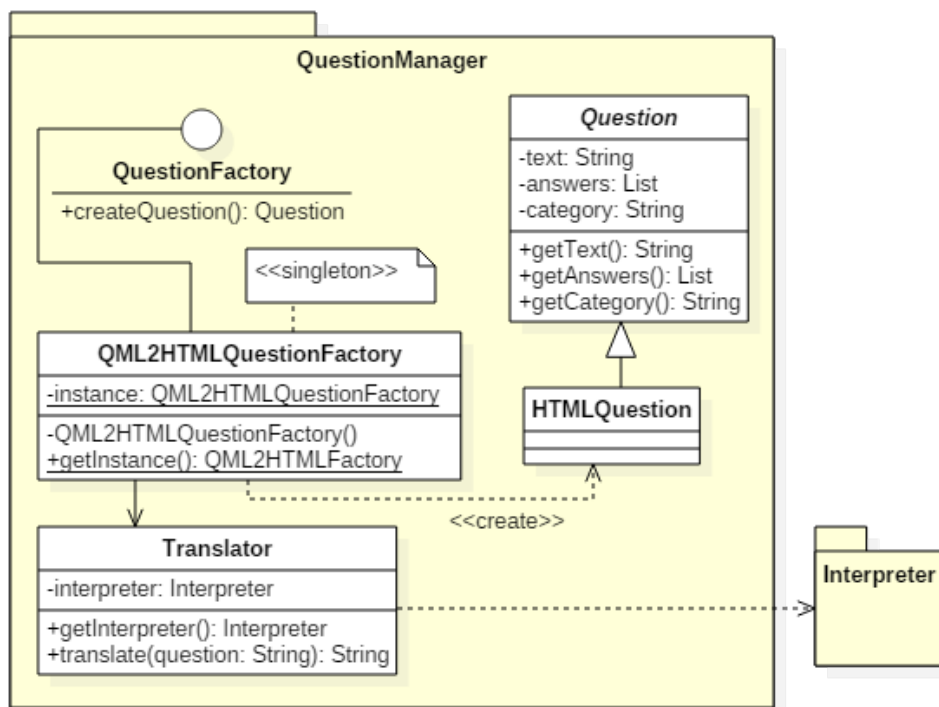 QuestionManager
QuestionFactory
+createQuestion(): Question
<<singleton>>
Question
-text: String
-answers: List
-category: String
+getText(): String
+getAnswers(): List
+getCategory(): String
QML2HTMLQuestionFactory
-instance: QML2HTMLQuestionFactory
-QML2HTMLQuestionFactory()
+getInstance(): QML2HTMLFactory
HTMLQuestion
<<create>>
Translator
-interpreter: Interpreter
+getInterpreter(): Interpreter
+translate(question: String): String
Interpreter